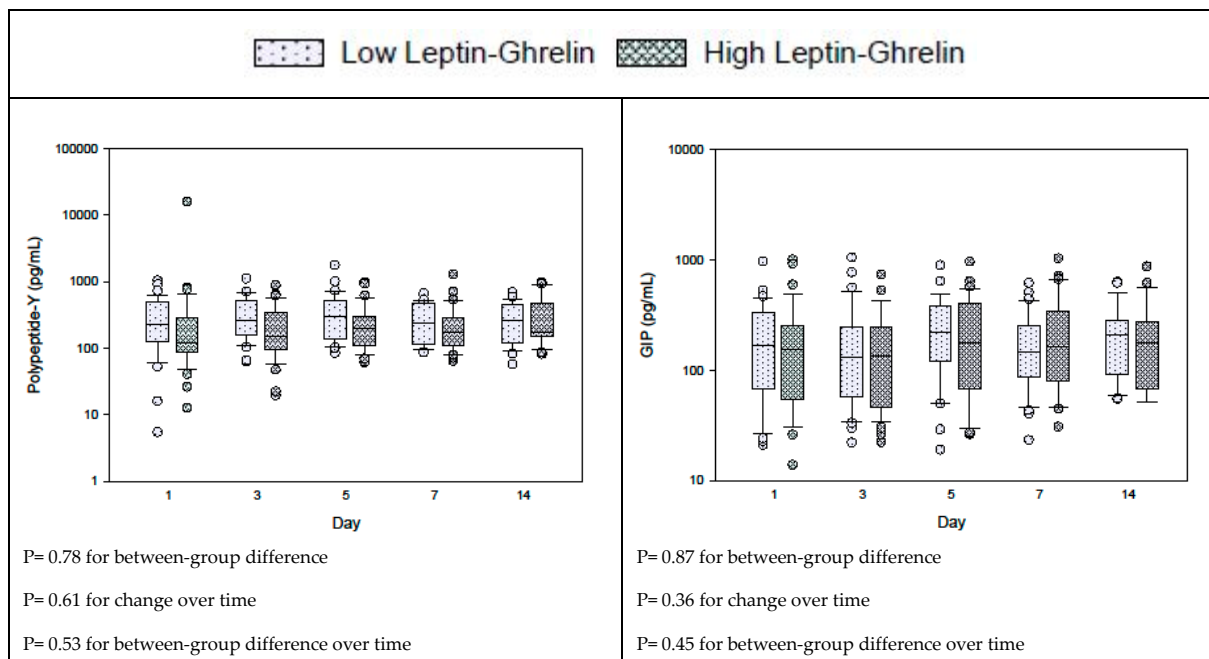 Low Leptin-Ghrelin High Leptin-Ghrelin
100000
10000
1000
100
10
1
Polypeptide-Y (pg/mL)
1 3 5 7 14
Day
P= 0.78 for between-group difference
P= 0.61 for change over time
P= 0.53 for between-group difference over time
10000
1000
100
10
GIP (pg/mL)
1 3 5 7 14
Day
P= 0.87 for between-group difference
P= 0.36 for change over time
P= 0.45 for between-group difference over time